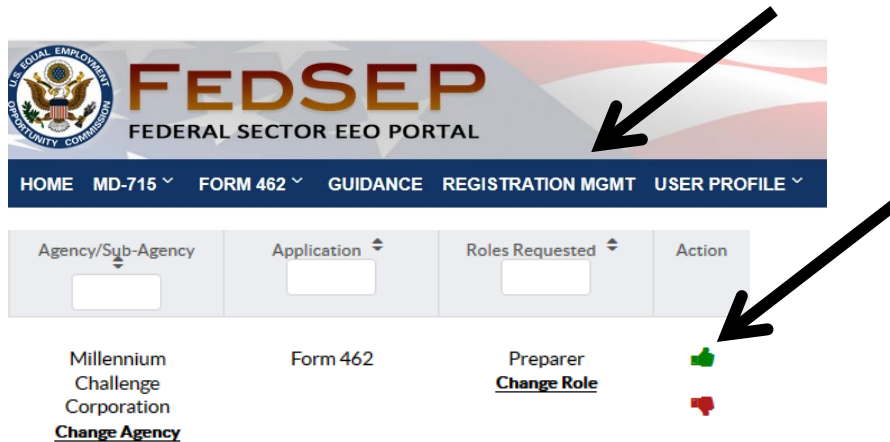 U.S. EQUAL EMPLOYMENT OPPORTUNITY COMMISSION
FEDSEP
FEDERAL SECTOR EEO PORTAL
HOME MD-715 FORM 462 GUIDANCE REGISTRATION MGMT USER PROFILE
Agency/Sub-Agency Application Roles Requested Action
Millennium Form 462 Preparer
Challenge Change Role
Corporation
Change Agency